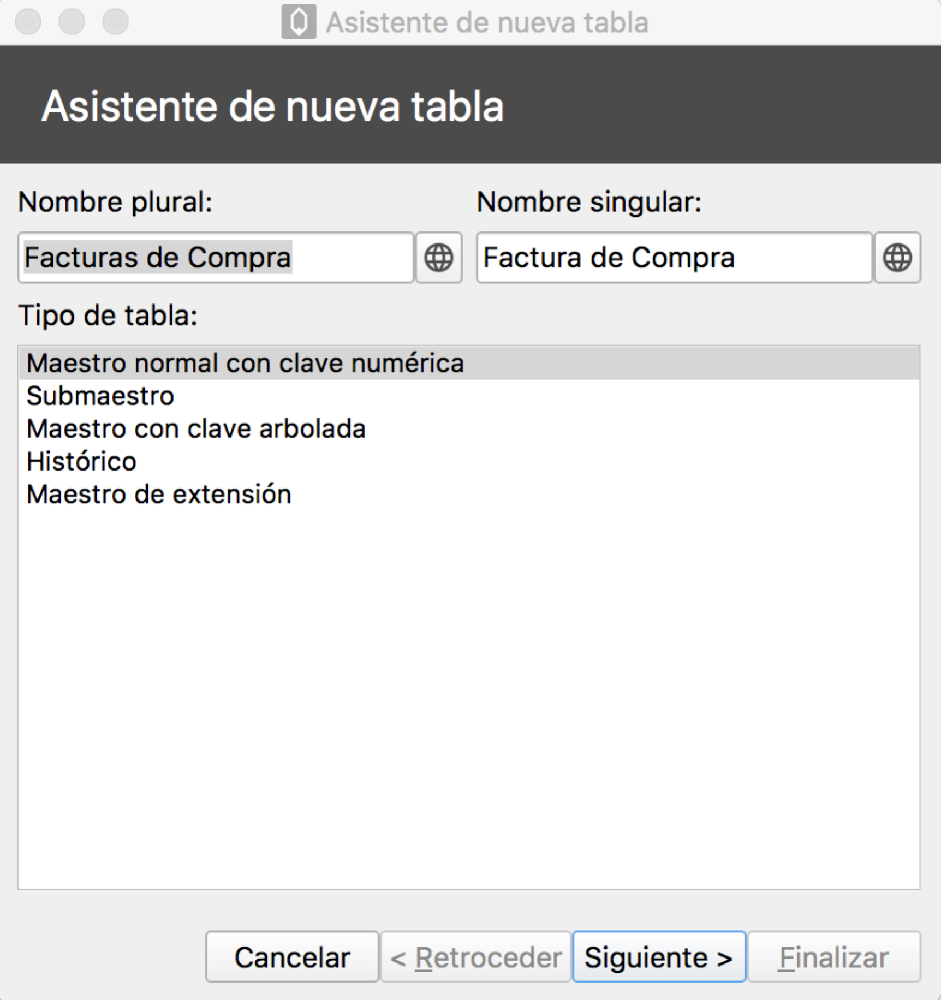 Asistente de nueva tabla
Asistente de nueva tabla
Nombre plural: Nombre singular:
Facturas de Compra Factura de Compra
Tipo de tabla:
Maestro normal con clave numérica
Submaestro
Maestro con clave arbolada
Histórico
Maestro de extensión
Cancelar < Retroceder Siguiente > Finalizar